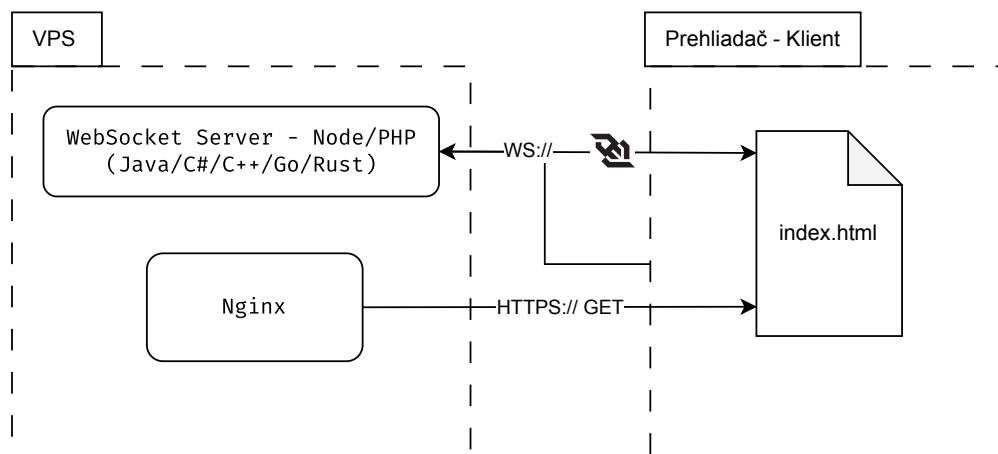 VPS
Prehliadač - Klient
WebSocket Server - Node/PHP
(Java/C#/C++/Go/Rust)
WS://
index.html
Nginx
HTTPS:// GET